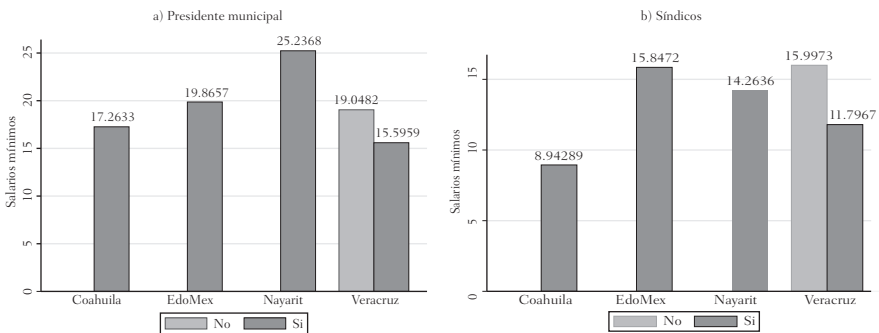 a) Presidente municipal
Salarios mínimos
25
20
15
10
5
0
17.2633
19.8657
25.2368
19.0482
15.5959
Coahuila EdoMex Nayarit Veracruz
No Si
b) Síndicos
Salarios mínimos
15
10
5
0
8.94289
15.8472
14.2636
15.9973
11.7967
Coahuila EdoMex Nayarit Veracruz
No Si